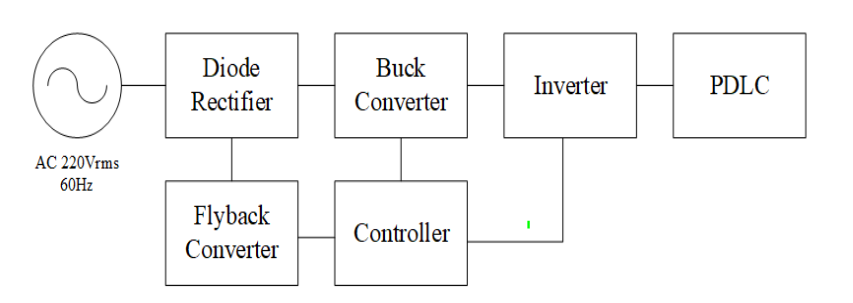 Diode
Rectifier
Buck
Converter
Inverter
PDLC
AC 220Vrms
60Hz
Flyback
Converter
Controller